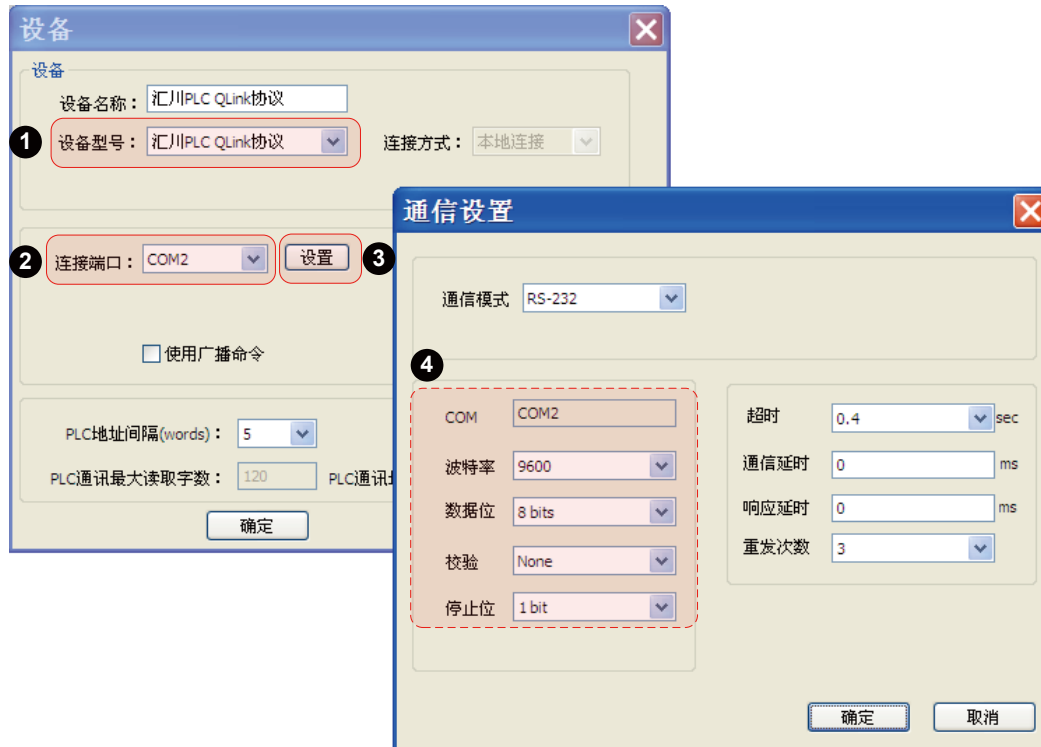 设备
设备
设备名称： 汇川PLC QLink协议
1 设备型号： 汇川PLC QLink协议 连接方式： 本地连接
2 连接端口： COM2 设置 3
使用广播命令
PLC地址间隔(words)： 5
PLC通讯最大读取字数： 120 PLC通讯
确定
通信设置
通信模式 RS-232
4
COM COM2
波特率 9600
数据位 8 bits
校验 None
停止位 1 bit
超时 0.4 sec
通信延时 0 ms
响应延时 0 ms
重发次数 3
确定 取消